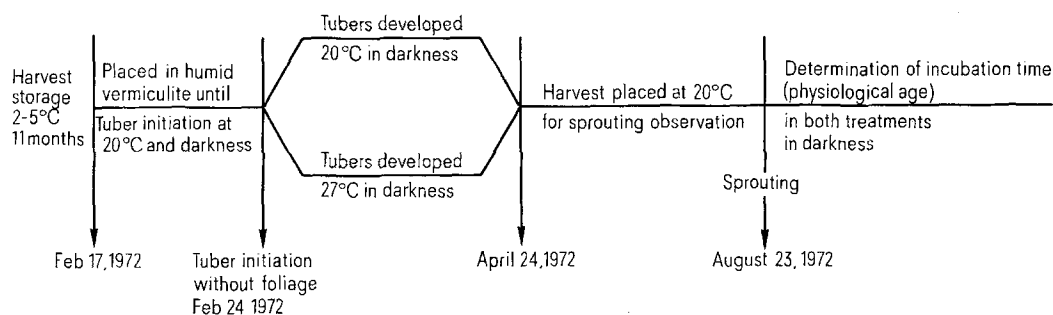 Harvest
storage
2-5°C
11 months
Placed in humid
vermiculite until
Tuber initiation at
20°C and darkness
Tubers developed
20°C in darkness
Tubers developed
27°C in darkness
Harvest placed at 20°C
for sprouting observation
Determination of incubation time
(physiological age)
in both treatments
in darkness
Sprouting
Feb 17,1972
Tuber initiation
without foliage
Feb 24 1972
April 24,1972
August 23,1972